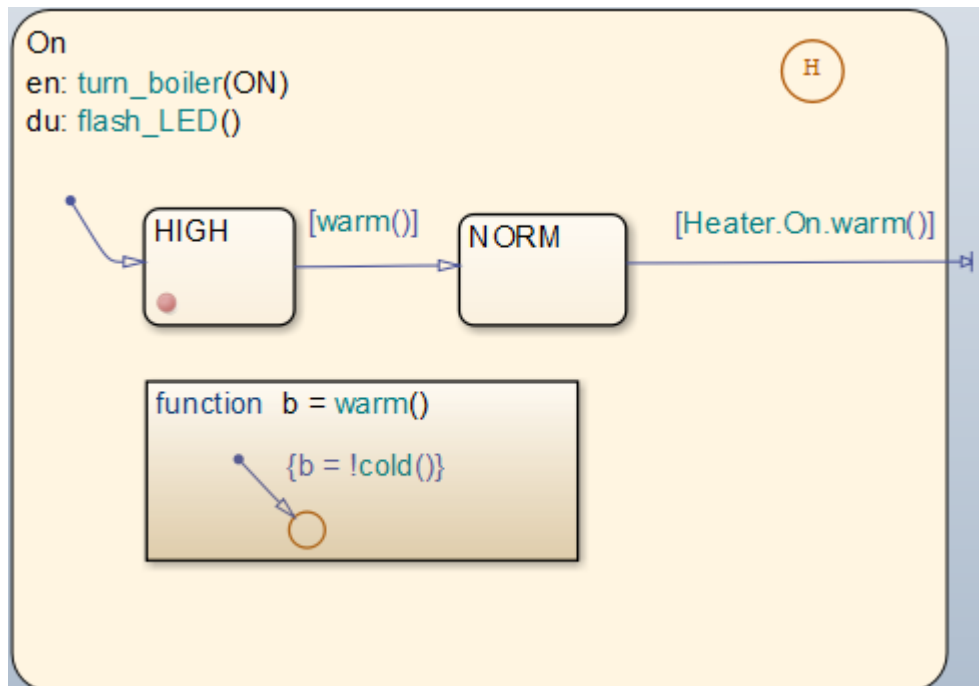 On
en: turn_boiler(ON)
du: flash_LED()
H
HIGH
[warm()]
NORM
[Heater.On.warm()]
function b = warm()
{b = !cold()}